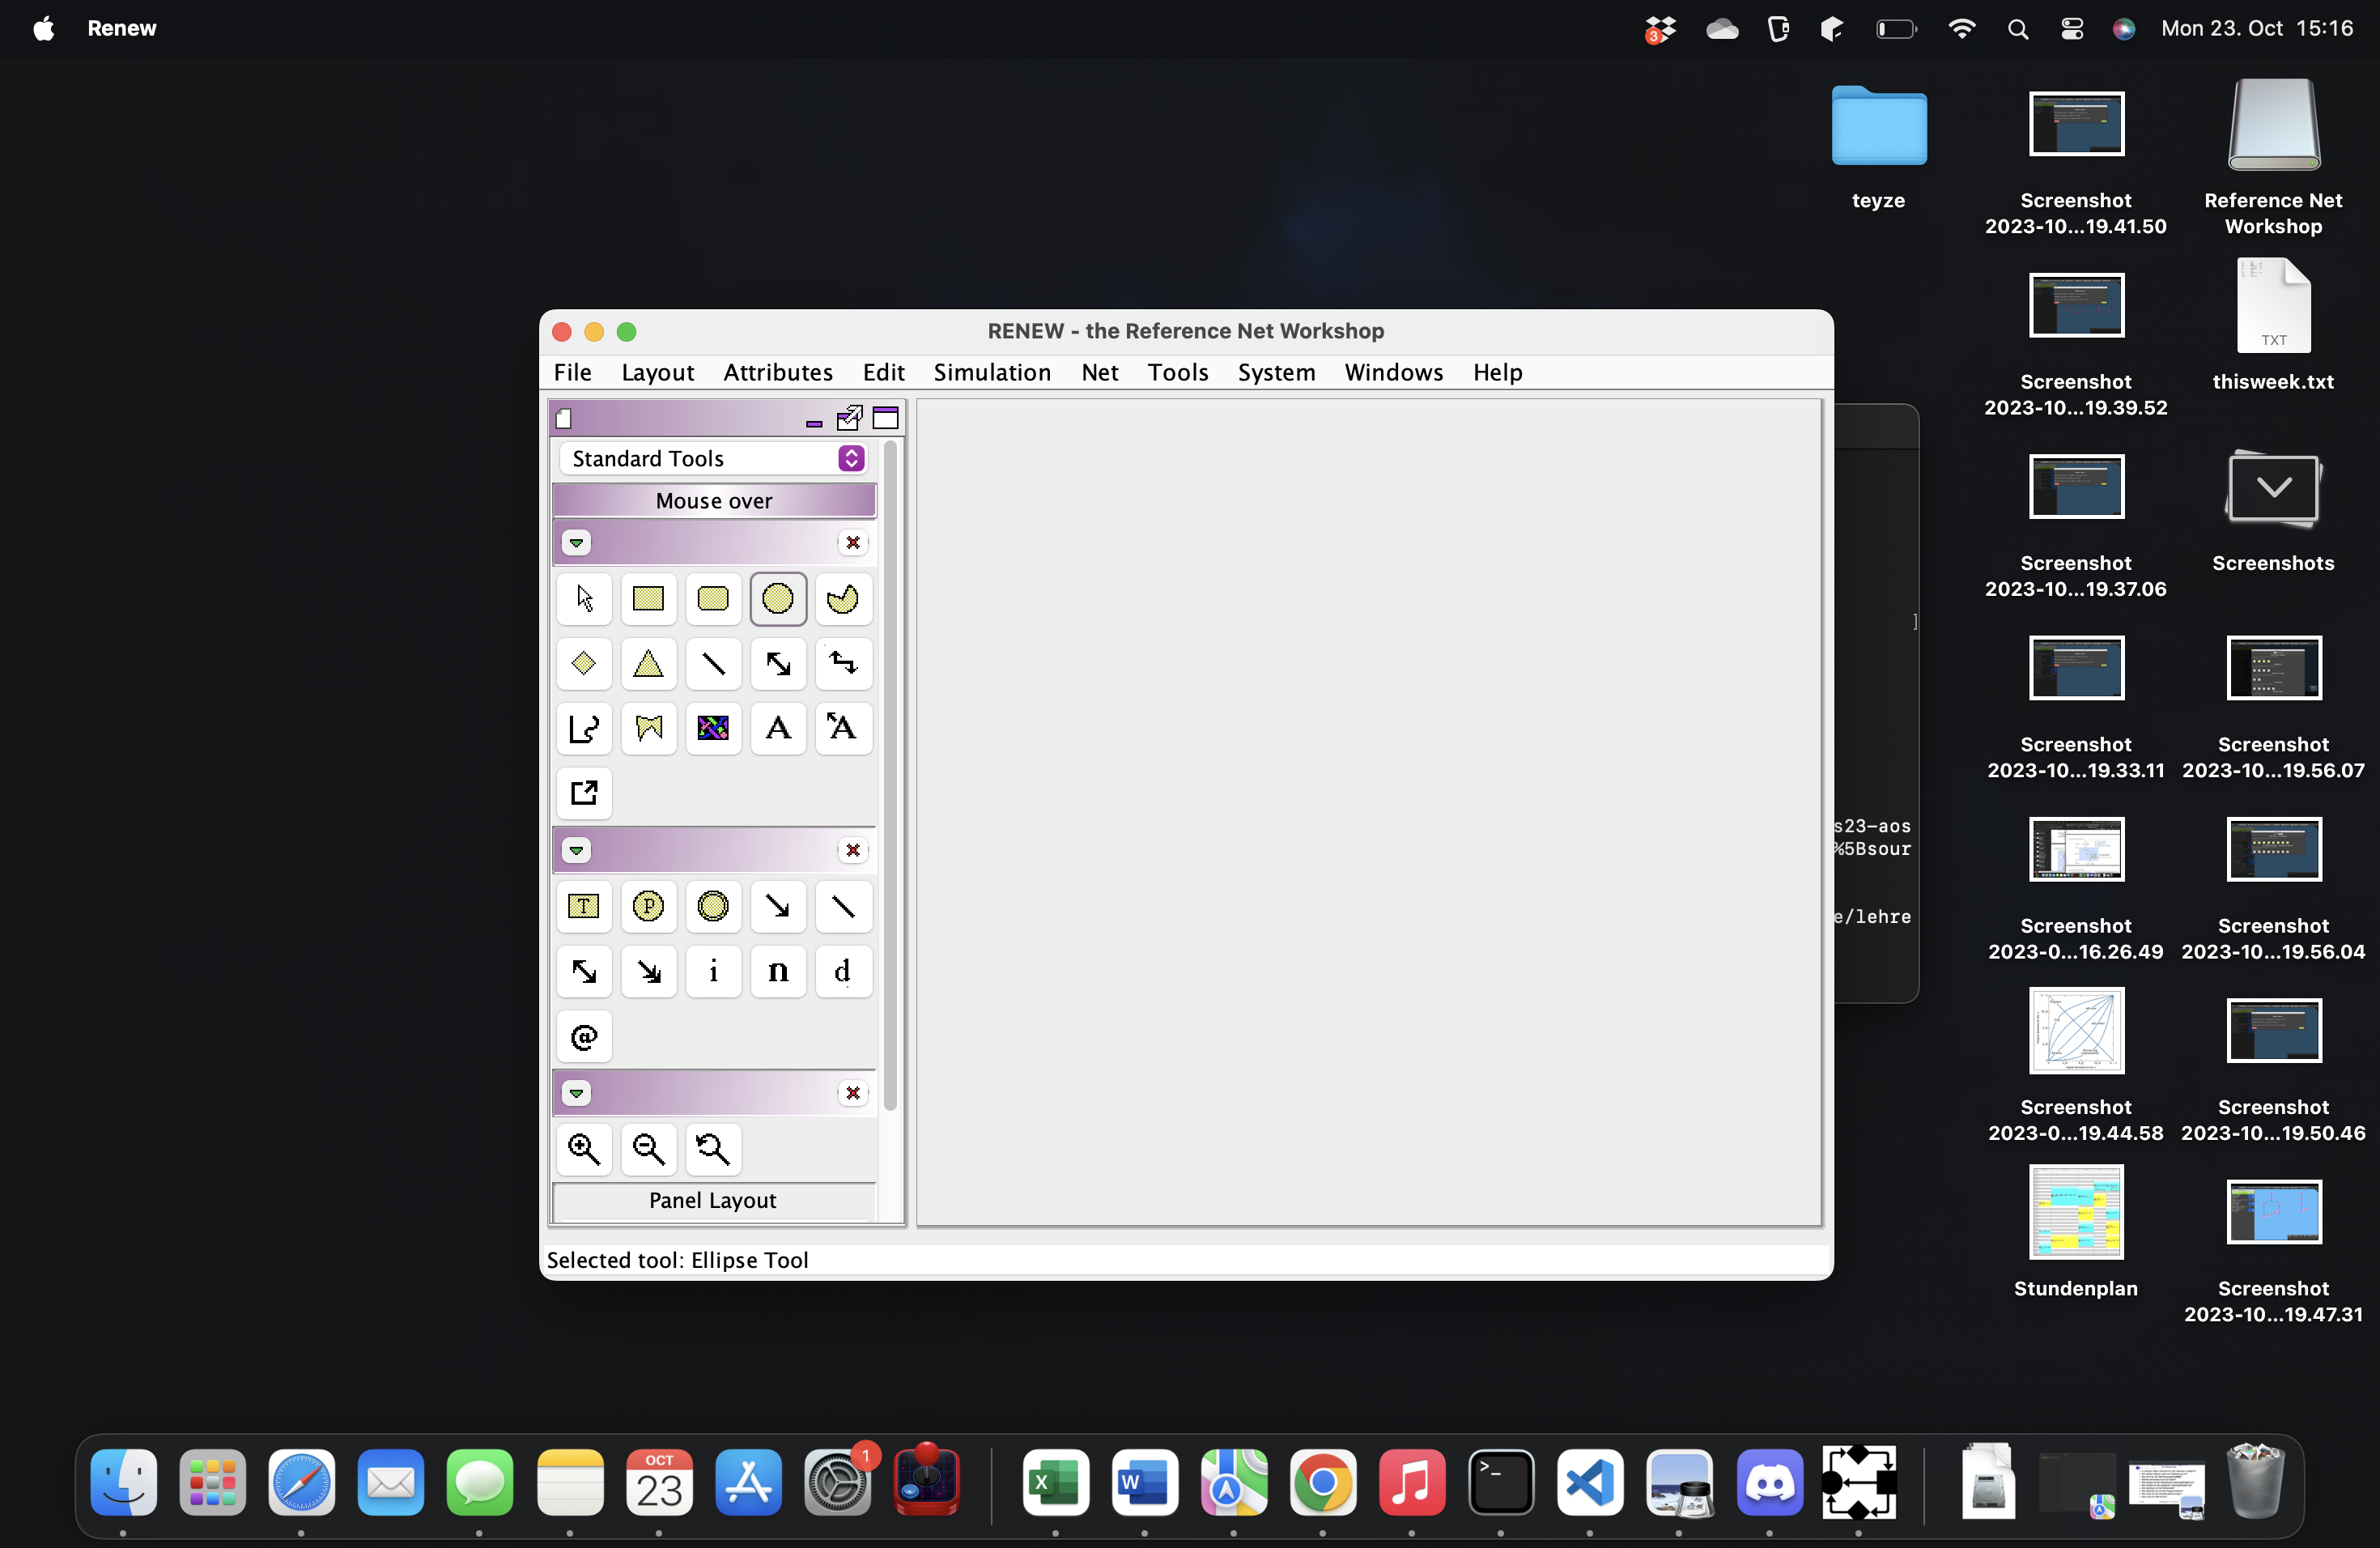 Renew
3
Mon 23. Oct 15:16
teyze
Screenshot
2023-10...19.41.50
Reference Net
Workshop
Screenshot
2023-10...19.39.52
TXT
thisweek.txt
Screenshot
2023-10...19.37.06
Screenshots
Screenshot
2023-10...19.33.11
Screenshot
2023-10...19.56.07
Screenshot
2023-0...16.26.49
Screenshot
2023-10...19.56.04
Screenshot
2023-0...19.44.58
Screenshot
2023-10...19.50.46
Stundenplan
Screenshot
2023-10...19.47.31
RENEW - the Reference Net Workshop
File Layout Attributes Edit Simulation Net Tools System Windows Help
Standard Tools
Mouse over
A A
T P
i n d
@
Panel Layout
Selected tool: Ellipse Tool
]
s23-aos
%5Bsour
e/lehre
OCT
23
1
X
W
>_